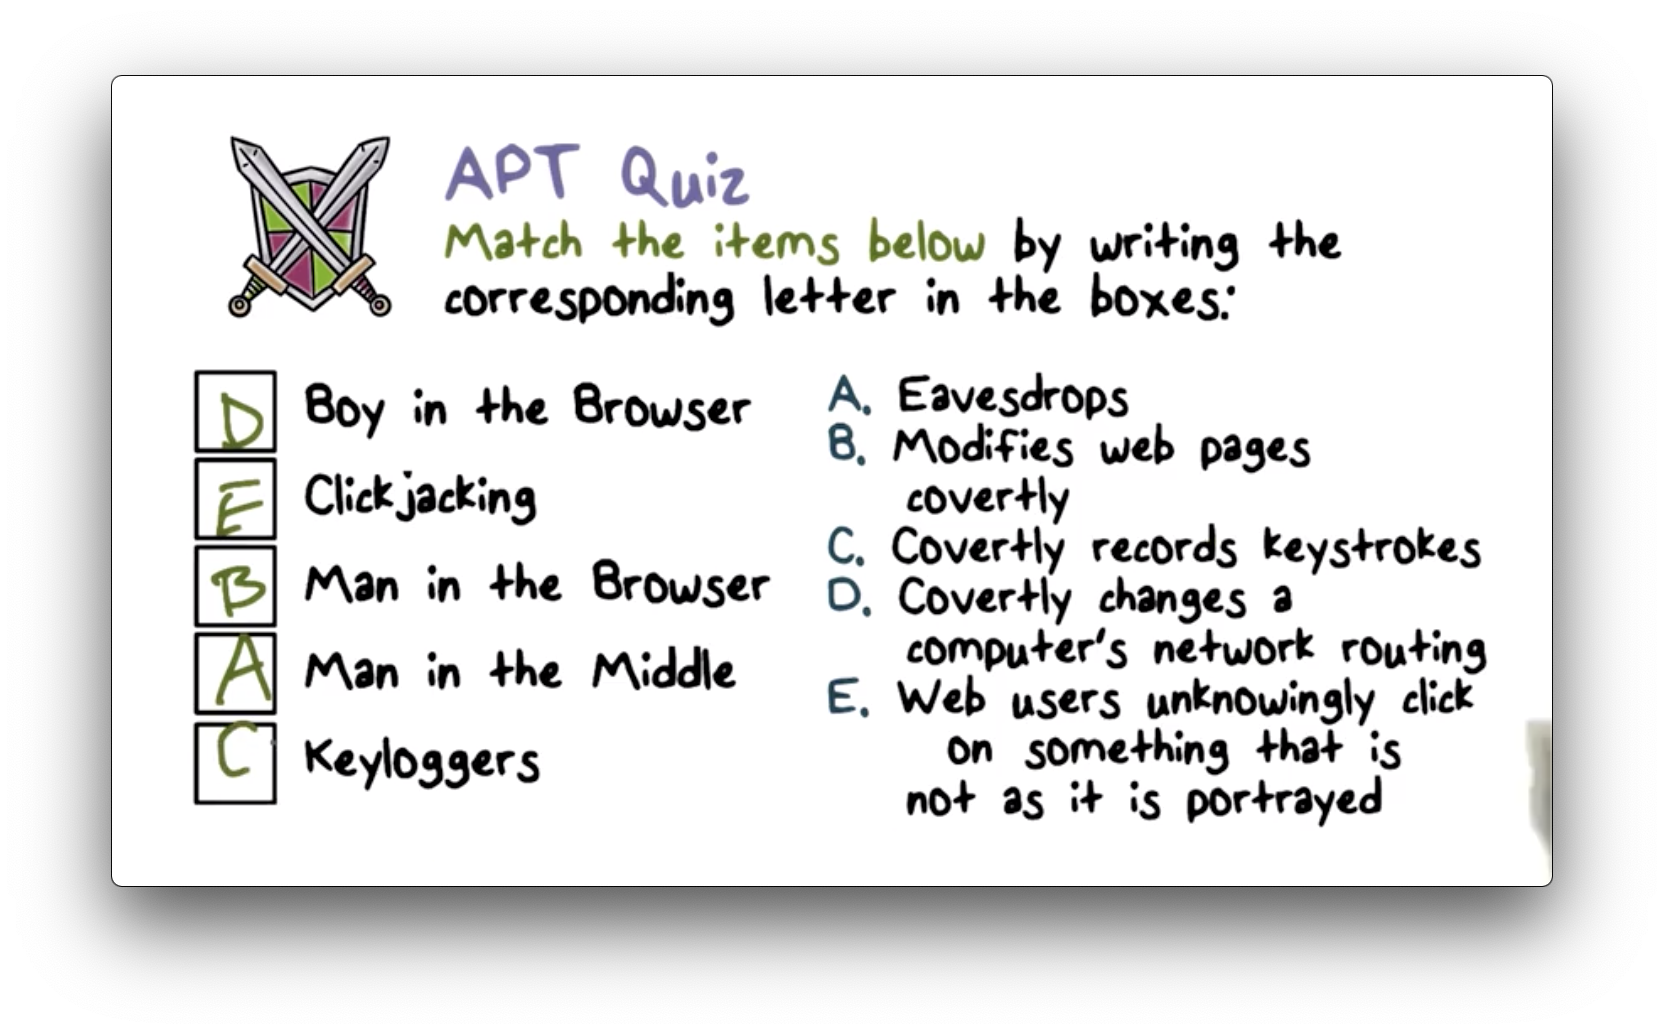 APT Quiz
Match the items below by writing the
corresponding letter in the boxes:
D Boy in the Browser
E Clickjacking
B Man in the Browser
A Man in the Middle
C Keyloggers
A. Eavesdrops
B. Modifies web pages
covertly
C. Covertly records keystrokes
D. Covertly changes a
computer's network routing
E. Web users unknowingly click
on something that is
not as it is portrayed